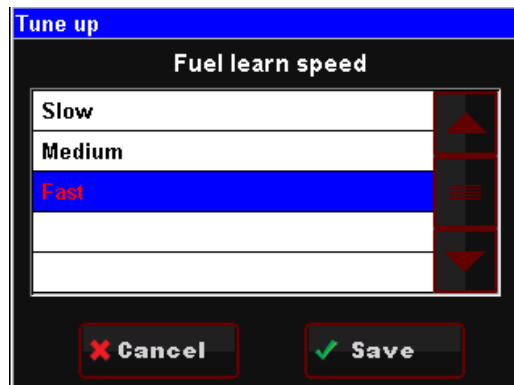 Tune up
Fuel learn speed
Slow
Medium
Fast
Cancel
Save